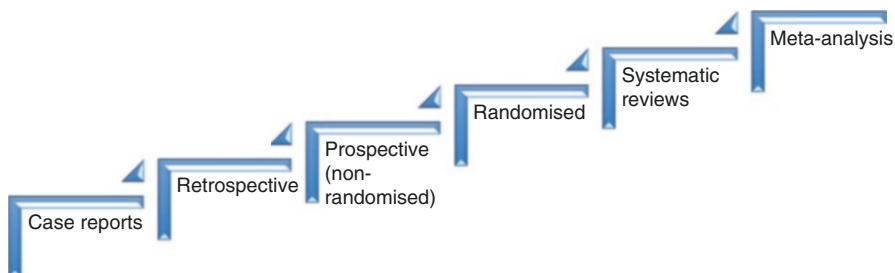 Case reports
Retrospective
Prospective
(non-
randomised)
Randomised
Systematic
reviews
Meta-analysis